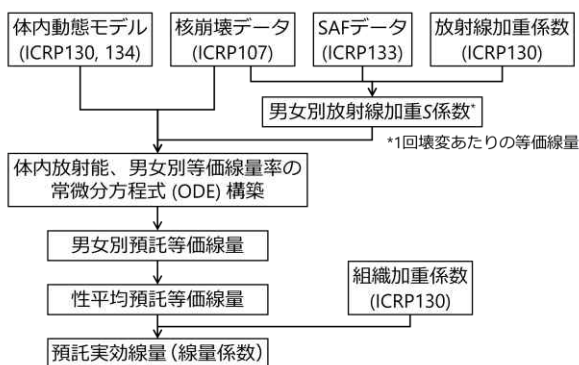 体内動態モデル
(ICRP130, 134)
核崩壊データ
(ICRP107)
SAFデータ
(ICRP133)
放射線加重係数
(ICRP130)
男女別放射線加重S係数*
*1回壊変あたりの等価線量
体内放射能、男女別等価線量率の
常微分方程式 (ODE) 構築
男女別預託等価線量
組織加重係数
(ICRP130)
性平均預託等価線量
預託実効線量 (線量係数)